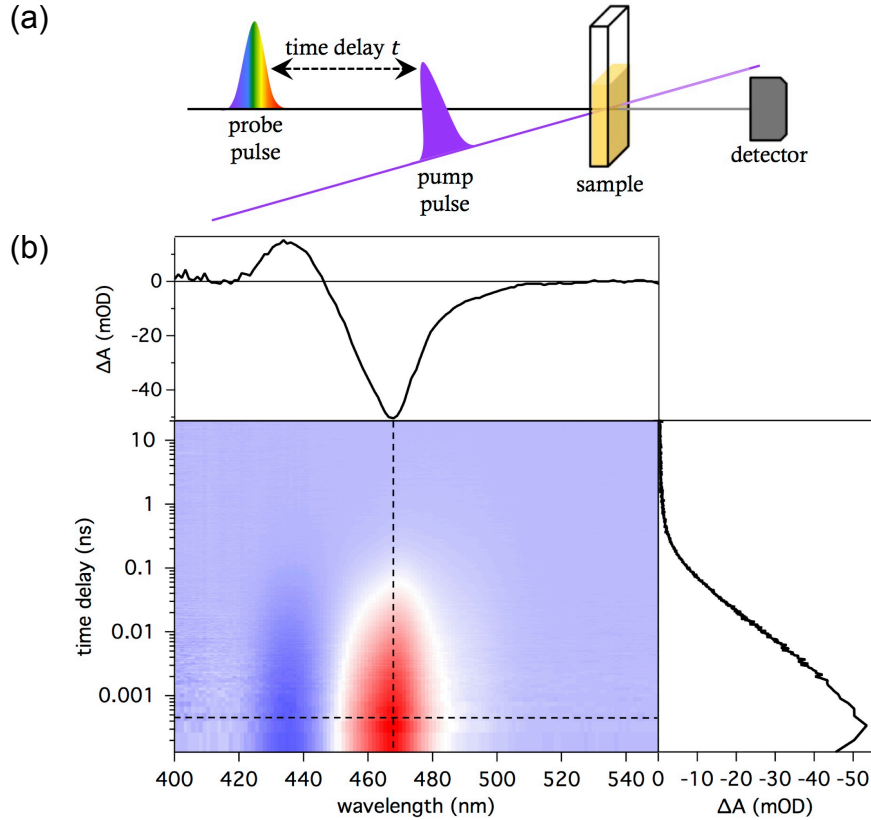 (a)
time delay t
probe
pulse
pump
pulse
sample
detector
(b)
ΔA (mOD)
0
-20
-40
time delay (ns)
10
1
0.1
0.01
0.001
400
420
440
460
480
500
520
540
wavelength (nm)
0
-10
-20
-30
-40
-50
ΔA (mOD)